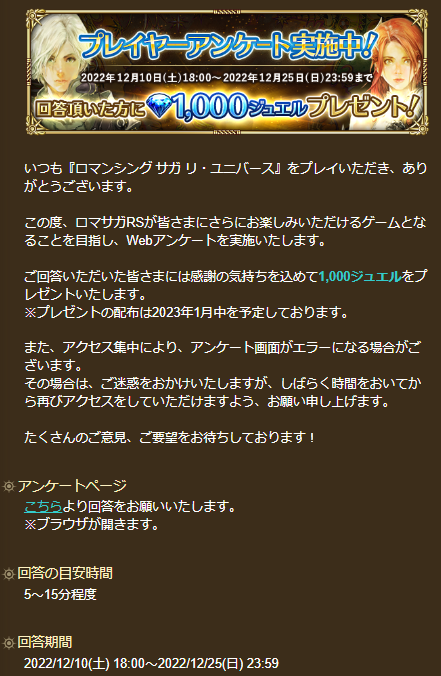 プレイヤーアンケート実施中!
2022年12月10日(土)18:00～2022年12月25日(日)23:59まで
回答頂いた方に1,000ジュエルプレゼント!
いつも『ロマンシング サガ リ・ユニバース』をプレイいただき、あり
がとうございます。
この度、ロマサガRSが皆さまにさらにお楽しみいただけるゲームとな
ることを目指し、Webアンケートを実施いたします。
ご回答いただいた皆さまには感謝の気持ちを込めて1,000ジュエルをプ
レゼントいたします。
※プレゼントの配布は2023年1月中を予定しております。
また、アクセス集中により、アンケート画面がエラーになる場合がご
ざいます。
その場合は、ご迷惑をおかけいたしますが、しばらく時間をおいてか
ら再びアクセスをしていただけますよう、お願い申し上げます。
たくさんのご意見、ご要望をお待ちしております！
アンケートページ
こちらより回答をお願いいたします。
※ブラウザが開きます。
回答の目安時間
5～15分程度
回答期間
2022/12/10(土) 18:00～2022/12/25(日) 23:59